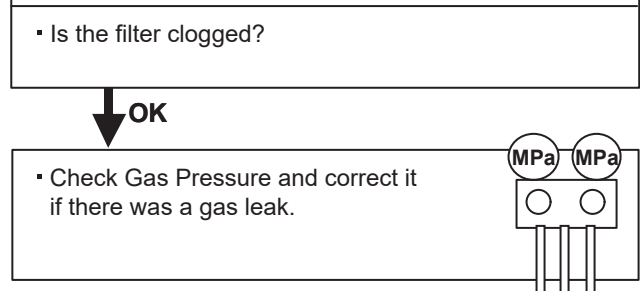 ▪ Is the filter clogged?
OK
MPa MPa
▪ Check Gas Pressure and correct it
if there was a gas leak.